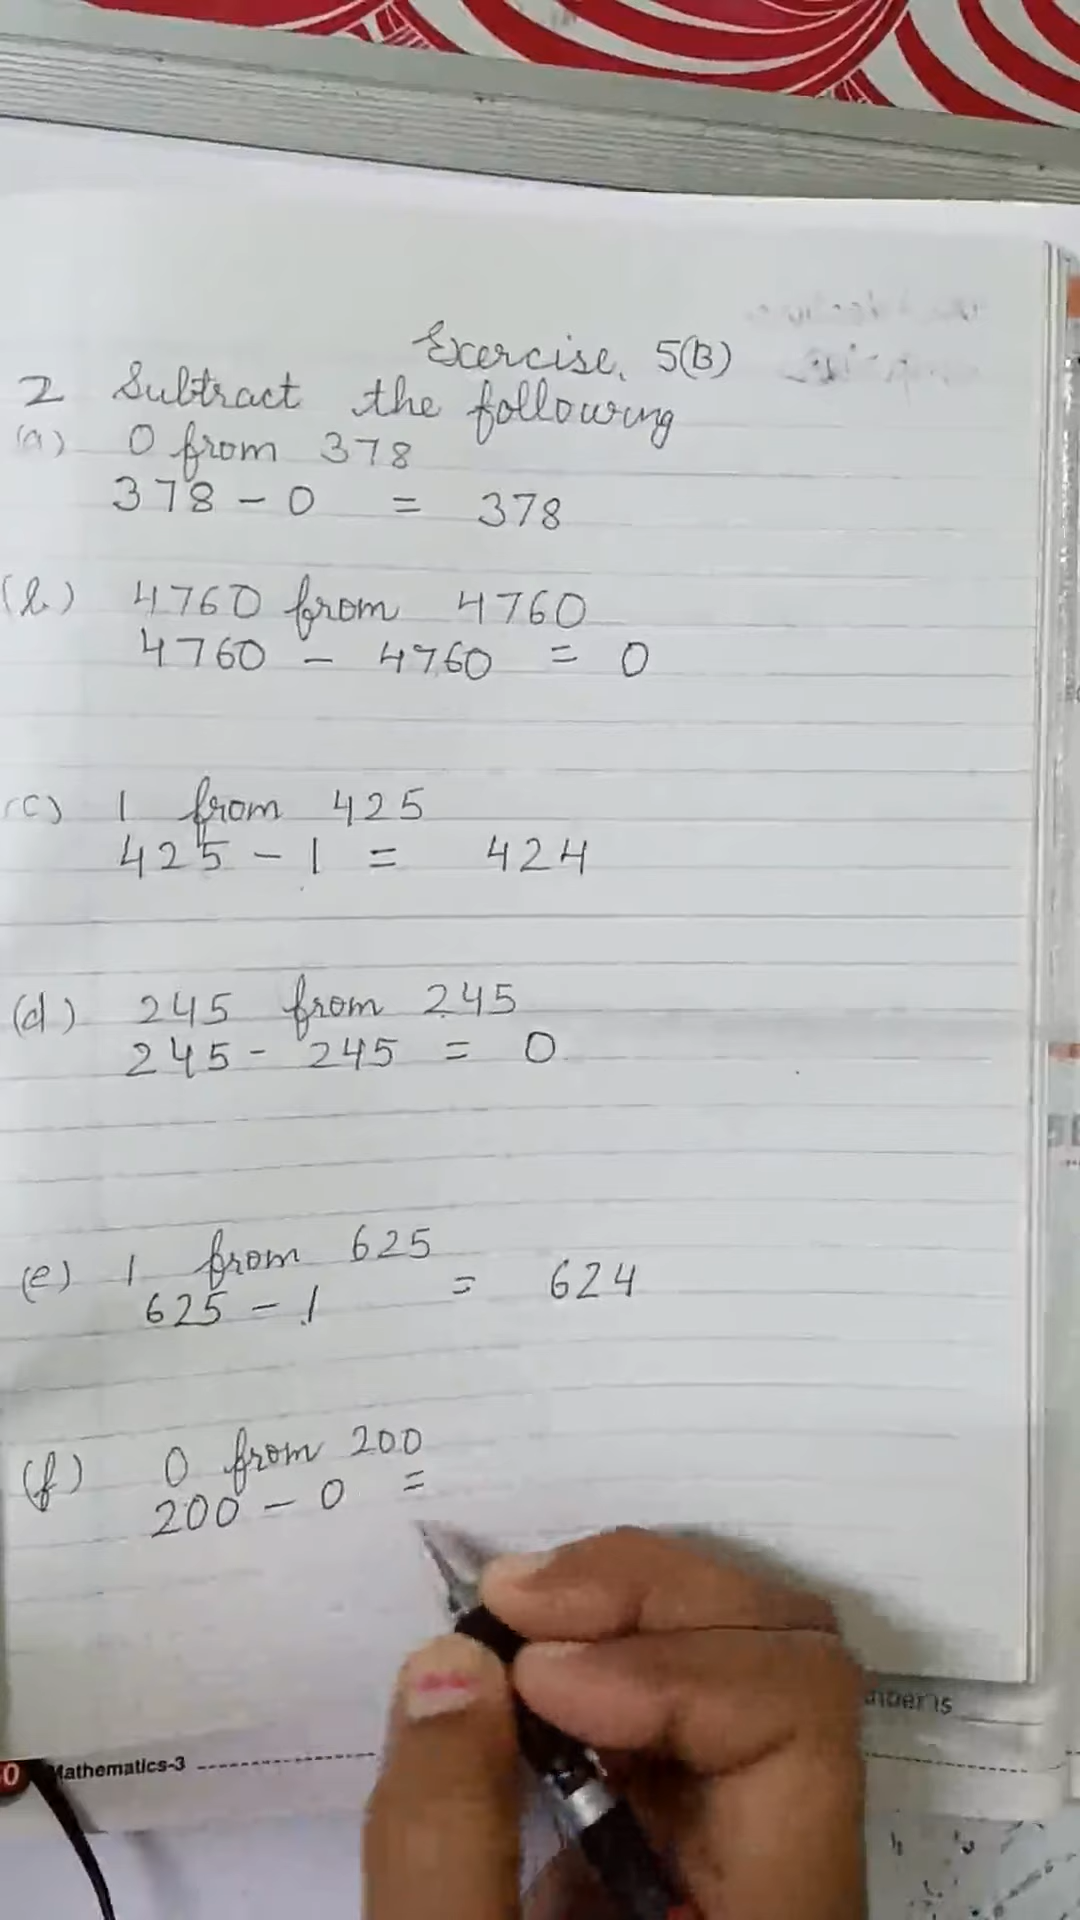 Exercise, 5(B)
2 Subtract the following
(a) 0 from 378
378 - 0 = 378
(b) 4760 from 4760
4760 - 4760 = 0
(c) 1 from 425
425 - 1 = 424
(d) 245 from 245
245 - 245 = 0
(e) 1 from 625
625 - 1 = 624
(f) 0 from 200
200 - 0 =
is
0 Mathematics-3